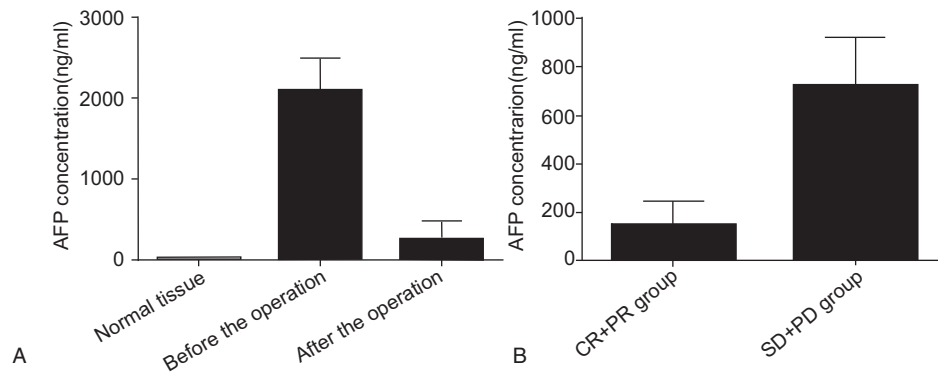 AFP concentration(ng/ml)
3000
2000
1000
0
Normal tissue
Before the operation
After the operation
A
AFP concentrarion(ng/ml)
1000
800
600
400
200
0
CR+PR group
SD+PD group
B